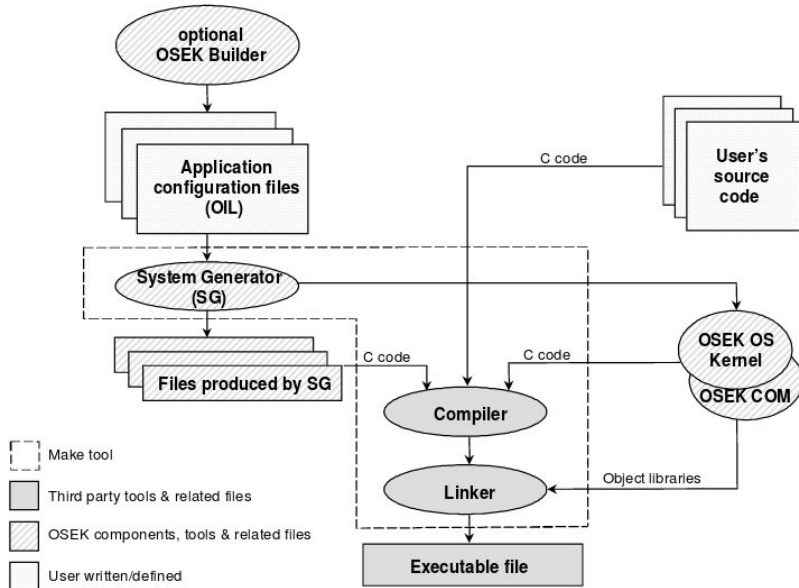 optional
OSEK Builder
Application
configuration files
(OIL)
C code
User's
source
code
System Generator
(SG)
Files produced by SG
C code
C code
OSEK OS
Kernel
OSEK COM
Compiler
Linker
Object libraries
Executable file
Make tool
Third party tools & related files
OSEK components, tools & related files
User written/defined